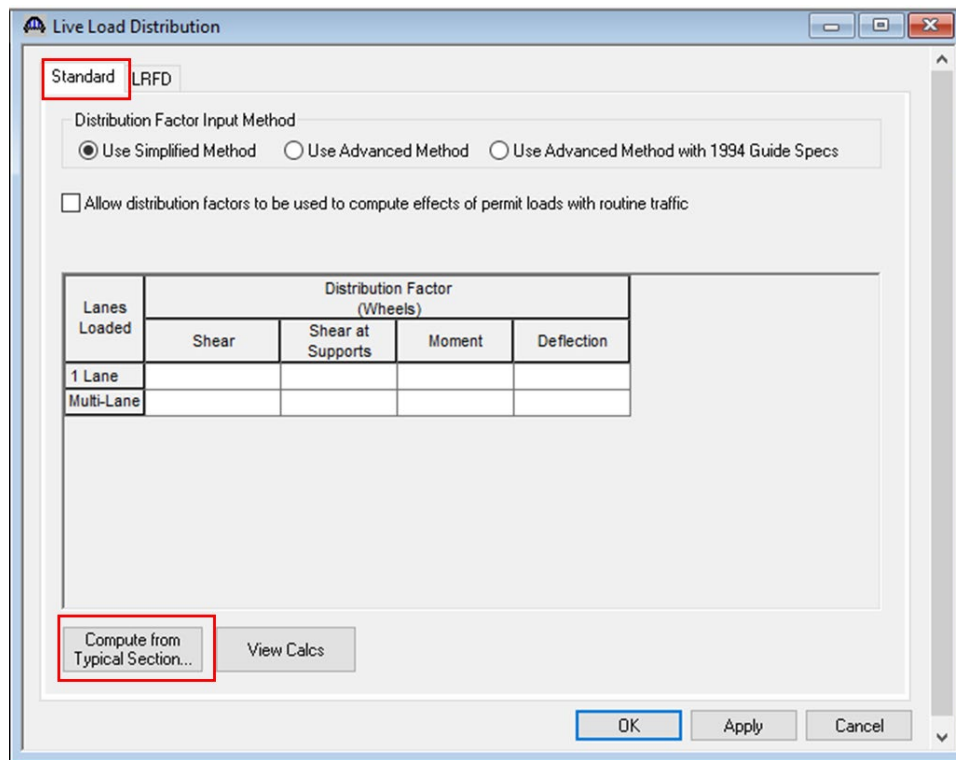 Live Load Distribution
Standard LRFD
Distribution Factor Input Method
Use Simplified Method Use Advanced Method Use Advanced Method with 1994 Guide Specs
Allow distribution factors to be used to compute effects of permit loads with routine traffic
Lanes
Loaded
Distribution Factor
(Wheels)
Shear
Shear at
Supports
Moment
Deflection
1 Lane
Multi-Lane
Compute from
Typical Section...
View Calcs
OK Apply Cancel